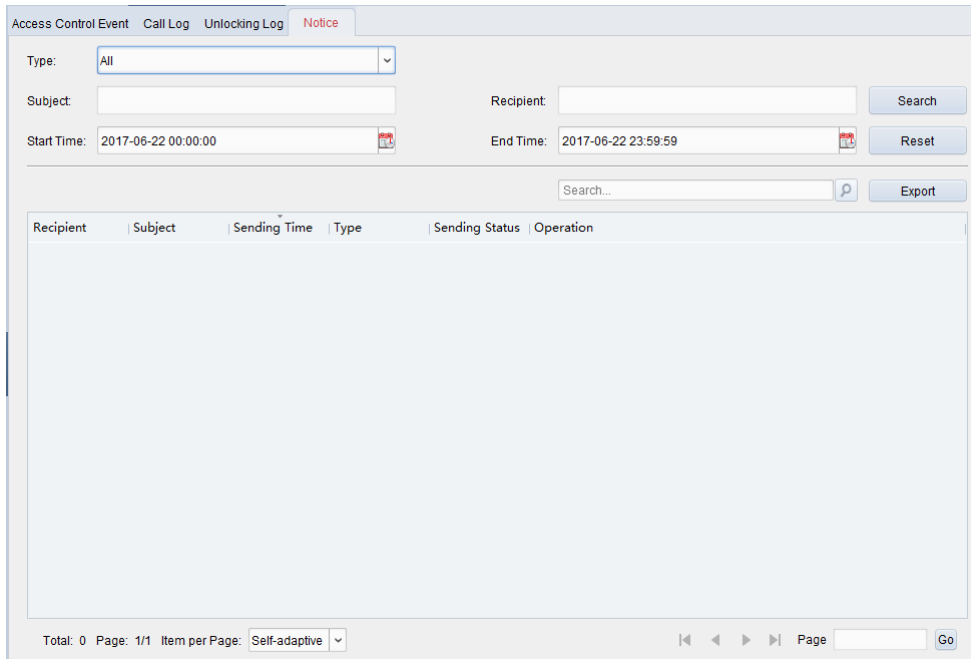 Access Control Event Call Log Unlocking Log Notice
Type: All
Subject: Recipient: Search
Start Time: 2017-06-22 00:00:00 End Time: 2017-06-22 23:59:59 Reset
Search... Export
Recipient Subject Sending Time Type Sending Status Operation
Total: 0 Page: 1/1 Item per Page: Self-adaptive Page Go